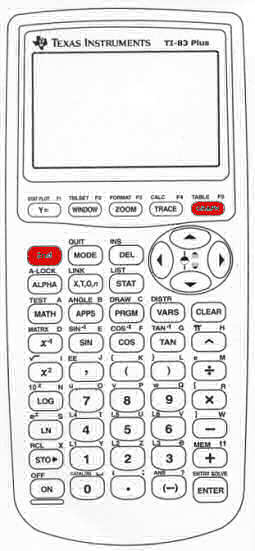 TEXAS INSTRUMENTS TI-83 Plus
STAT PLOT F1 TBLSET F2 FORMAT F3 CALC F4 TABLE F5
Y= WINDOW ZOOM TRACE
QUIT INS
MODE DEL
A-LOCK LINK LIST
ALPHA X,T,Θ,n STAT
TEST A ANGLE B DRAW C DISTR
MATH APPS PRGM VARS CLEAR
MATRX D SIN⁻¹ E COS⁻¹ F TAN⁻¹ G π H
x⁻¹ SIN COS TAN ^
√ I EE J { K } L e M
x² , ( ) ÷
10ˣ N u O v P w Q [ R
LOG 7 8 9 ×
eˣ S L4 T L5 U L6 V ] W
LN 4 5 6 −
RCL X L1 Y L2 Z L3 θ MEM "
STO▶ 1 2 3 +
OFF CATALOG i : ANS ? ENTRY SOLVE
ON 0 . (−) ENTER